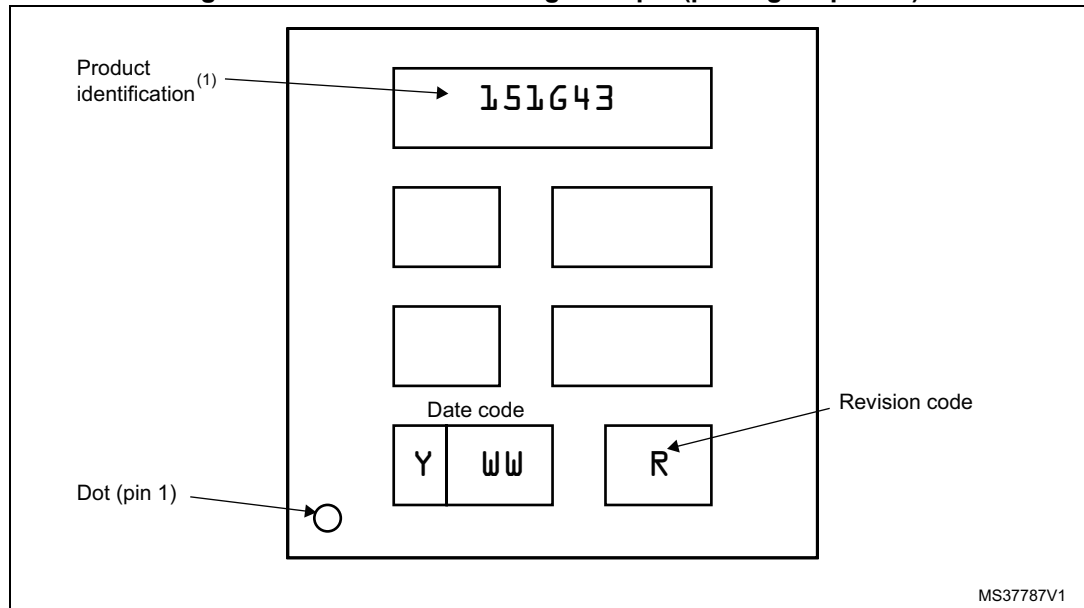 Product
identification(1)
151G43
Date code
Y WW R
Revision code
Dot (pin 1)
MS37787V1